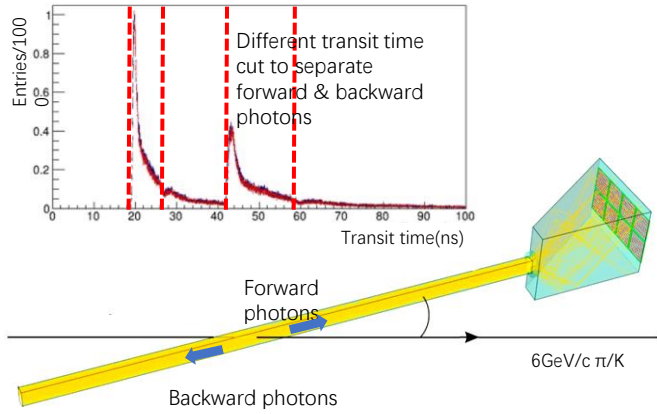 Entries/100
00
1
0.8
0.6
0.4
0.2
0
0 10 20 30 40 50 60 70 80 90 100
Transit time(ns)
Different transit time
cut to separate
forward & backward
photons
Forward
photons
Backward photons
6GeV/c π/K